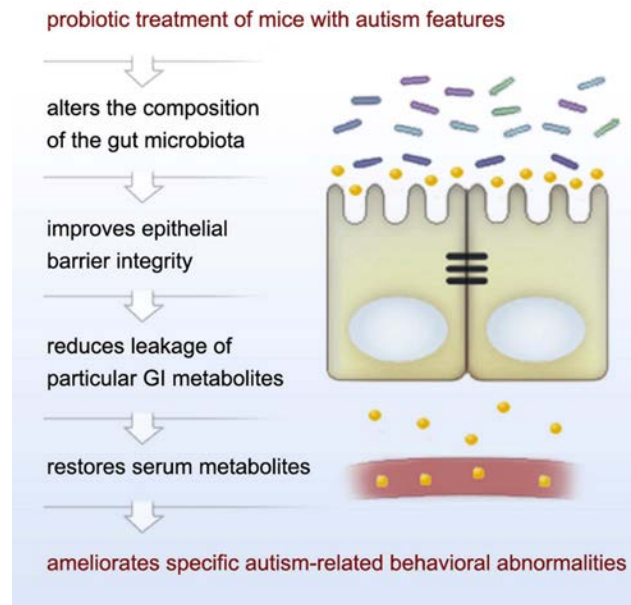 probiotic treatment of mice with autism features
alters the composition
of the gut microbiota
improves epithelial
barrier integrity
reduces leakage of
particular GI metabolites
restores serum metabolites
ameliorates specific autism-related behavioral abnormalities